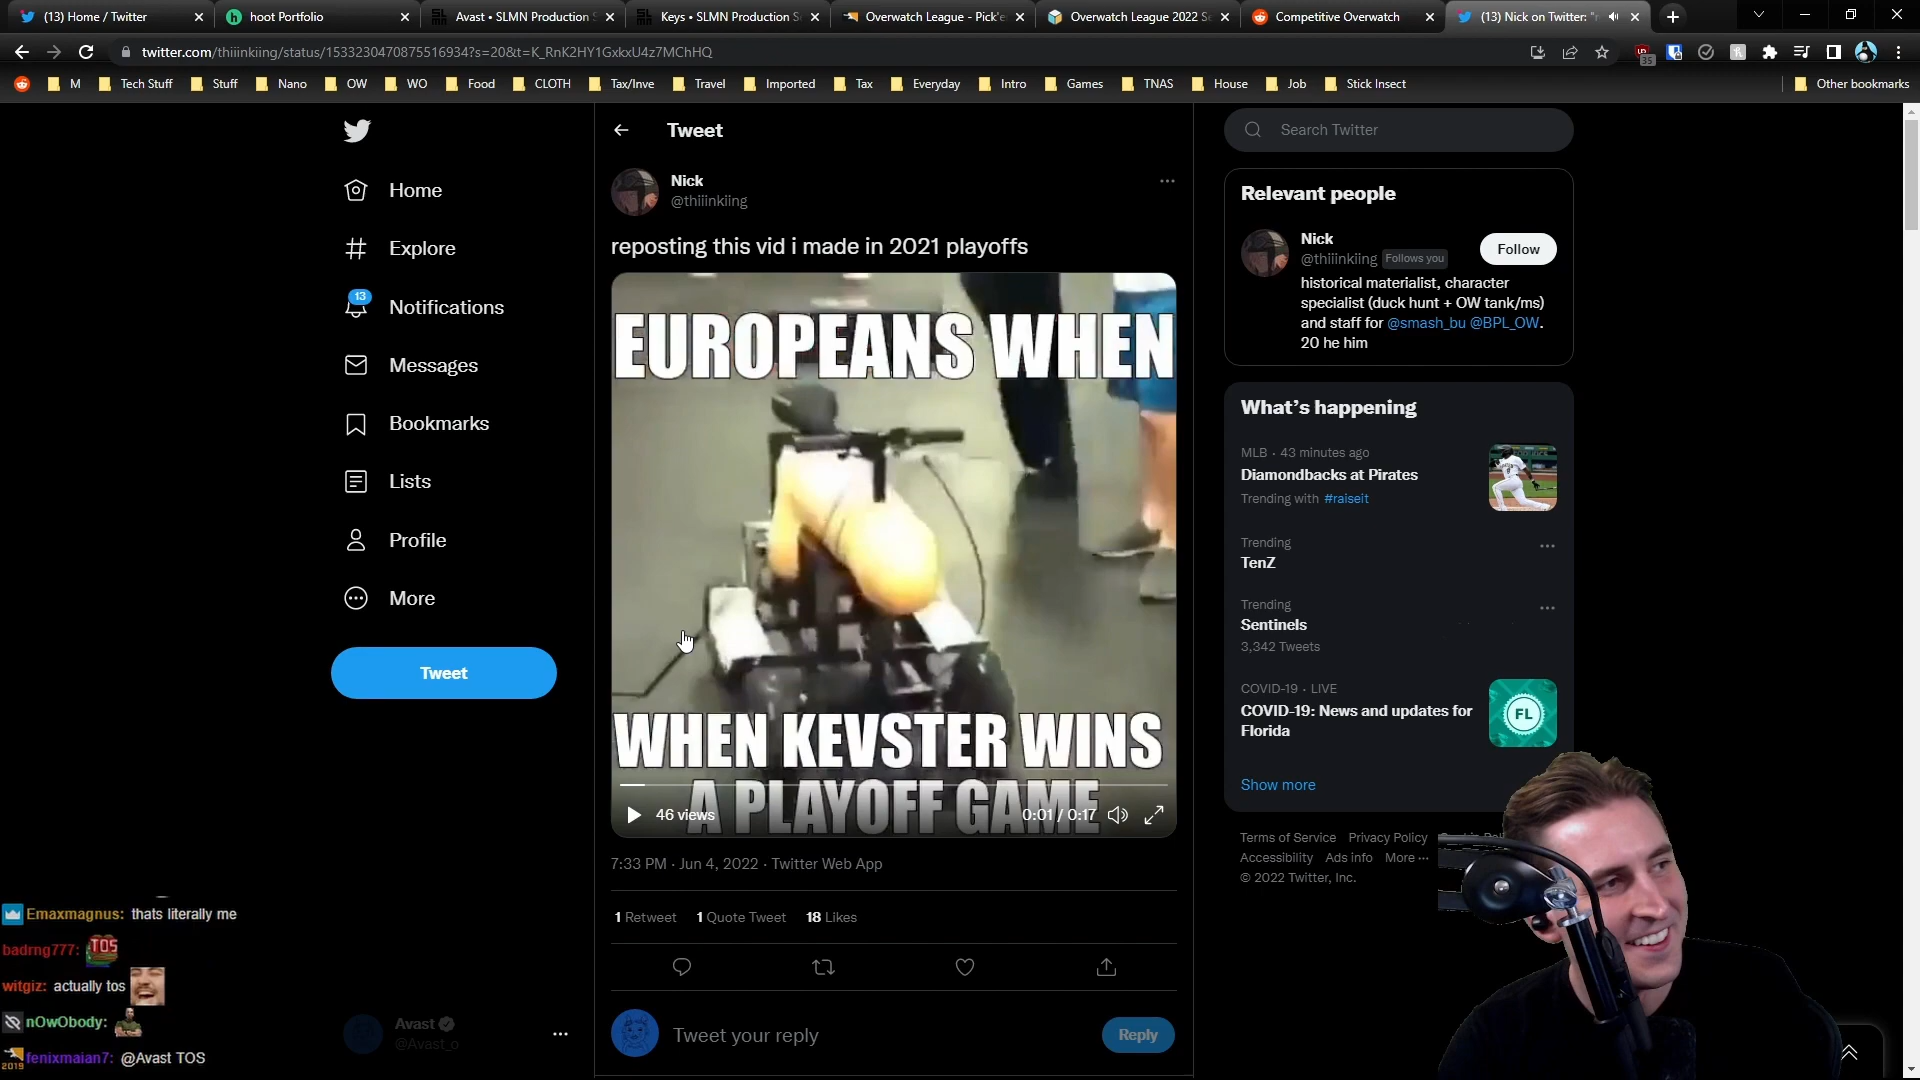 (13) Home / Twitter
hoot Portfolio
Avast • SLMN Production S
Keys • SLMN Production S
Overwatch League - Pick'e
Overwatch League 2022 Se
Competitive Overwatch
(13) Nick on Twitter: "r
twitter.com/thiiinkiing/status/1533230470875516934?s=20&t=K_RnK2HY1GxkxU4z7MChHQ
35
M
Tech Stuff
Stuff
Nano
OW
WO
Food
CLOTH
Tax/Inve
Travel
Imported
Tax
Everyday
Intro
Games
TNAS
House
Job
Stick Insect
Other bookmarks
Home
Explore
13
Notifications
Messages
Bookmarks
Lists
Profile
More
Tweet
Avast
@Avast_o
Tweet
Nick
@thiiinkiing
reposting this vid i made in 2021 playoffs
EUROPEANS WHEN
WHEN KEVSTER WINS
A PLAYOFF GAME
46 views
0:01 / 0:17
7:33 PM · Jun 4, 2022 · Twitter Web App
1 Retweet 1 Quote Tweet 18 Likes
Tweet your reply
Reply
Search Twitter
Relevant people
Nick
@thiiinkiing Follows you
Follow
historical materialist, character
specialist (duck hunt + OW tank/ms)
and staff for @smash_bu @BPL_OW.
20 he him
What's happening
MLB · 43 minutes ago
Diamondbacks at Pirates
Trending with #raiseit
Trending
TenZ
Trending
Sentinels
3,342 Tweets
COVID-19 · LIVE
COVID-19: News and updates for
Florida
FL
Show more
Terms of Service Privacy Policy
Accessibility Ads info More ...
© 2022 Twitter, Inc.
Emaxmagnus: thats literally me
badrng777: TOS
witgiz: actually tos
nOwObody:
2019 fenixmaian7: @Avast TOS